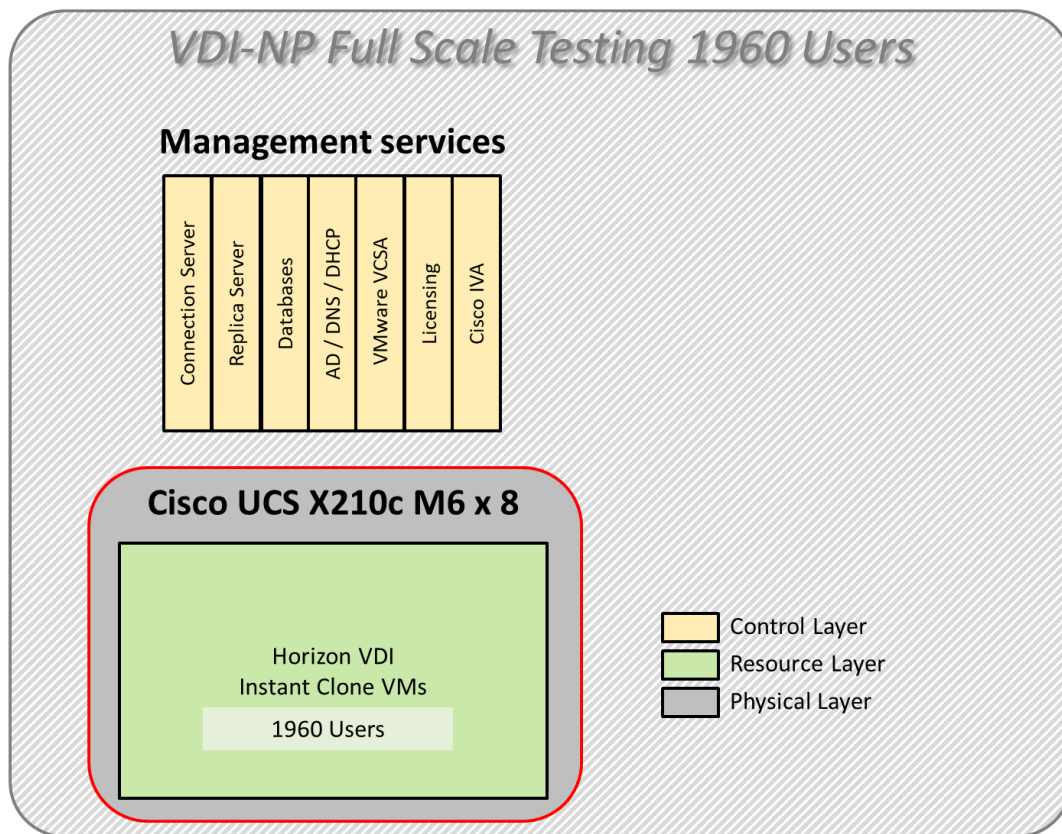 VDI-NP Full Scale Testing 1960 Users
Management services
Connection Server
Replica Server
Databases
AD / DNS / DHCP
VMware VCSA
Licensing
Cisco IVA
Cisco UCS X210c M6 x 8
Horizon VDI
Instant Clone VMs
1960 Users
Control Layer
Resource Layer
Physical Layer